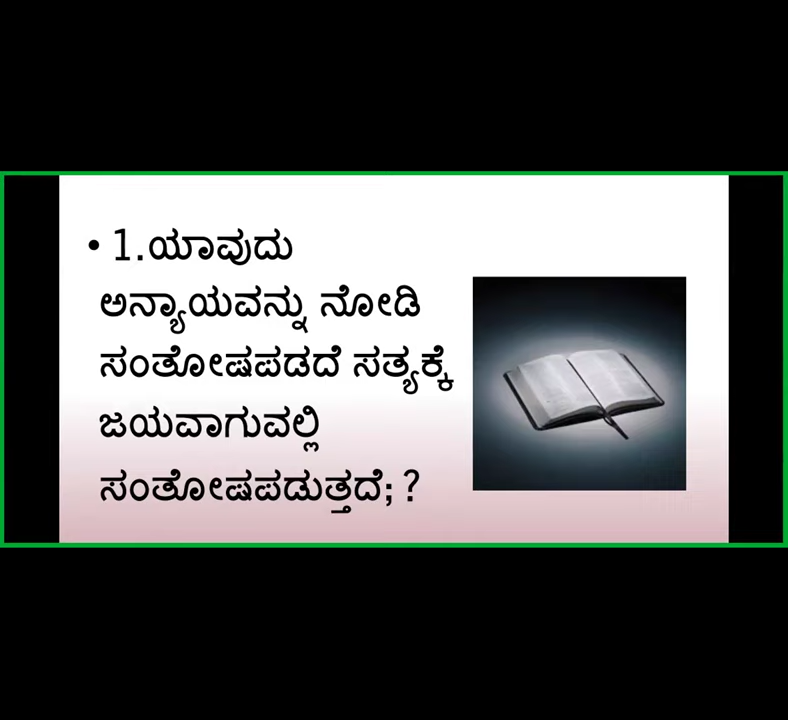 • 1.ಯಾವುದು
ಅನ್ಯಾಯವನ್ನು ನೋಡಿ
ಸಂತೋಷಪಡದೆ ಸತ್ಯಕ್ಕೆ
ಜಯವಾಗುವಲ್ಲಿ
ಸಂತೋಷಪಡುತ್ತದೆ; ?